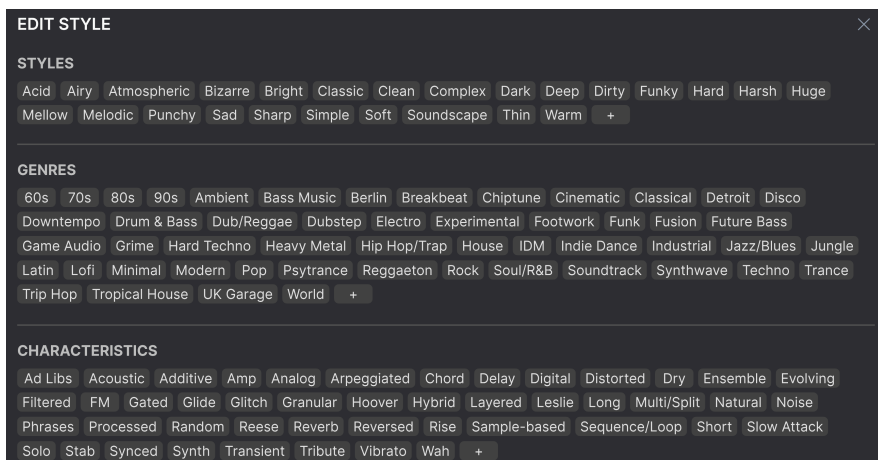 EDIT STYLE
STYLES
Acid Airy Atmospheric Bizarre Bright Classic Clean Complex Dark Deep Dirty Funky Hard Harsh Huge
Mellow Melodic Punchy Sad Sharp Simple Soft Soundscape Thin Warm +
GENRES
60s 70s 80s 90s Ambient Bass Music Berlin Breakbeat Chiptune Cinematic Classical Detroit Disco
Downtempo Drum & Bass Dub/Reggae Dubstep Electro Experimental Footwork Funk Fusion Future Bass
Game Audio Grime Hard Techno Heavy Metal Hip Hop/Trap House IDM Indie Dance Industrial Jazz/Blues Jungle
Latin Lofi Minimal Modern Pop Psytrance Reggaeton Rock Soul/R&B Soundtrack Synthwave Techno Trance
Trip Hop Tropical House UK Garage World +
CHARACTERISTICS
Ad Libs Acoustic Additive Amp Analog Arpeggiated Chord Delay Digital Distorted Dry Ensemble Evolving
Filtered FM Gated Glide Glitch Granular Hoover Hybrid Layered Leslie Long Multi/Split Natural Noise
Phrases Processed Random Reese Reverb Reversed Rise Sample-based Sequence/Loop Short Slow Attack
Solo Stab Synced Synth Transient Tribute Vibrato Wah +